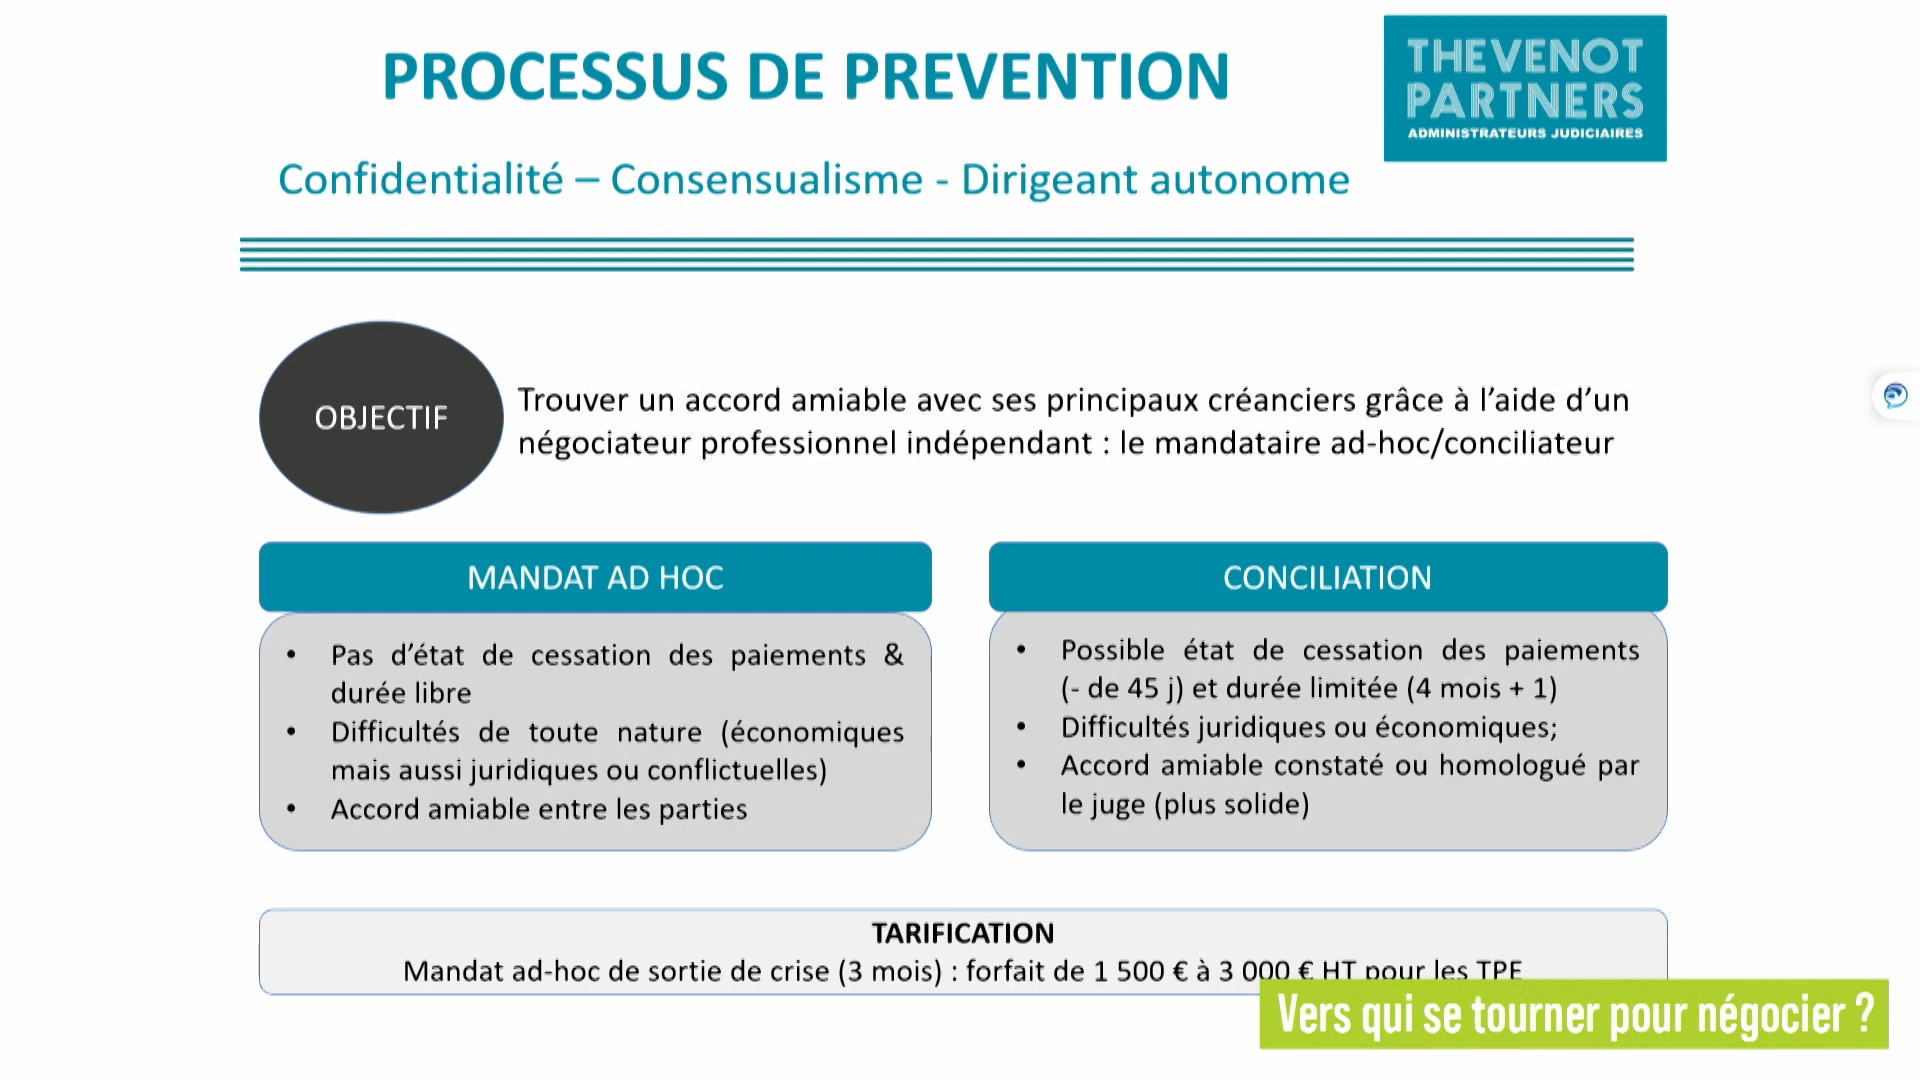 PROCESSUS DE PREVENTION
THEVENOT
PARTNERS
ADMINISTRATEURS JUDICIAIRES
Confidentialité – Consensualisme - Dirigeant autonome
OBJECTIF
Trouver un accord amiable avec ses principaux créanciers grâce à l’aide d’un
négociateur professionnel indépendant : le mandataire ad-hoc/conciliateur
MANDAT AD HOC
• Pas d’état de cessation des paiements &
durée libre
• Difficultés de toute nature (économiques
mais aussi juridiques ou conflictuelles)
• Accord amiable entre les parties
CONCILIATION
• Possible état de cessation des paiements
(- de 45 j) et durée limitée (4 mois + 1)
• Difficultés juridiques ou économiques;
• Accord amiable constaté ou homologué par
le juge (plus solide)
TARIFICATION
Mandat ad-hoc de sortie de crise (3 mois) : forfait de 1 500 € à 3 000 € HT pour les TPE
Vers qui se tourner pour négocier ?